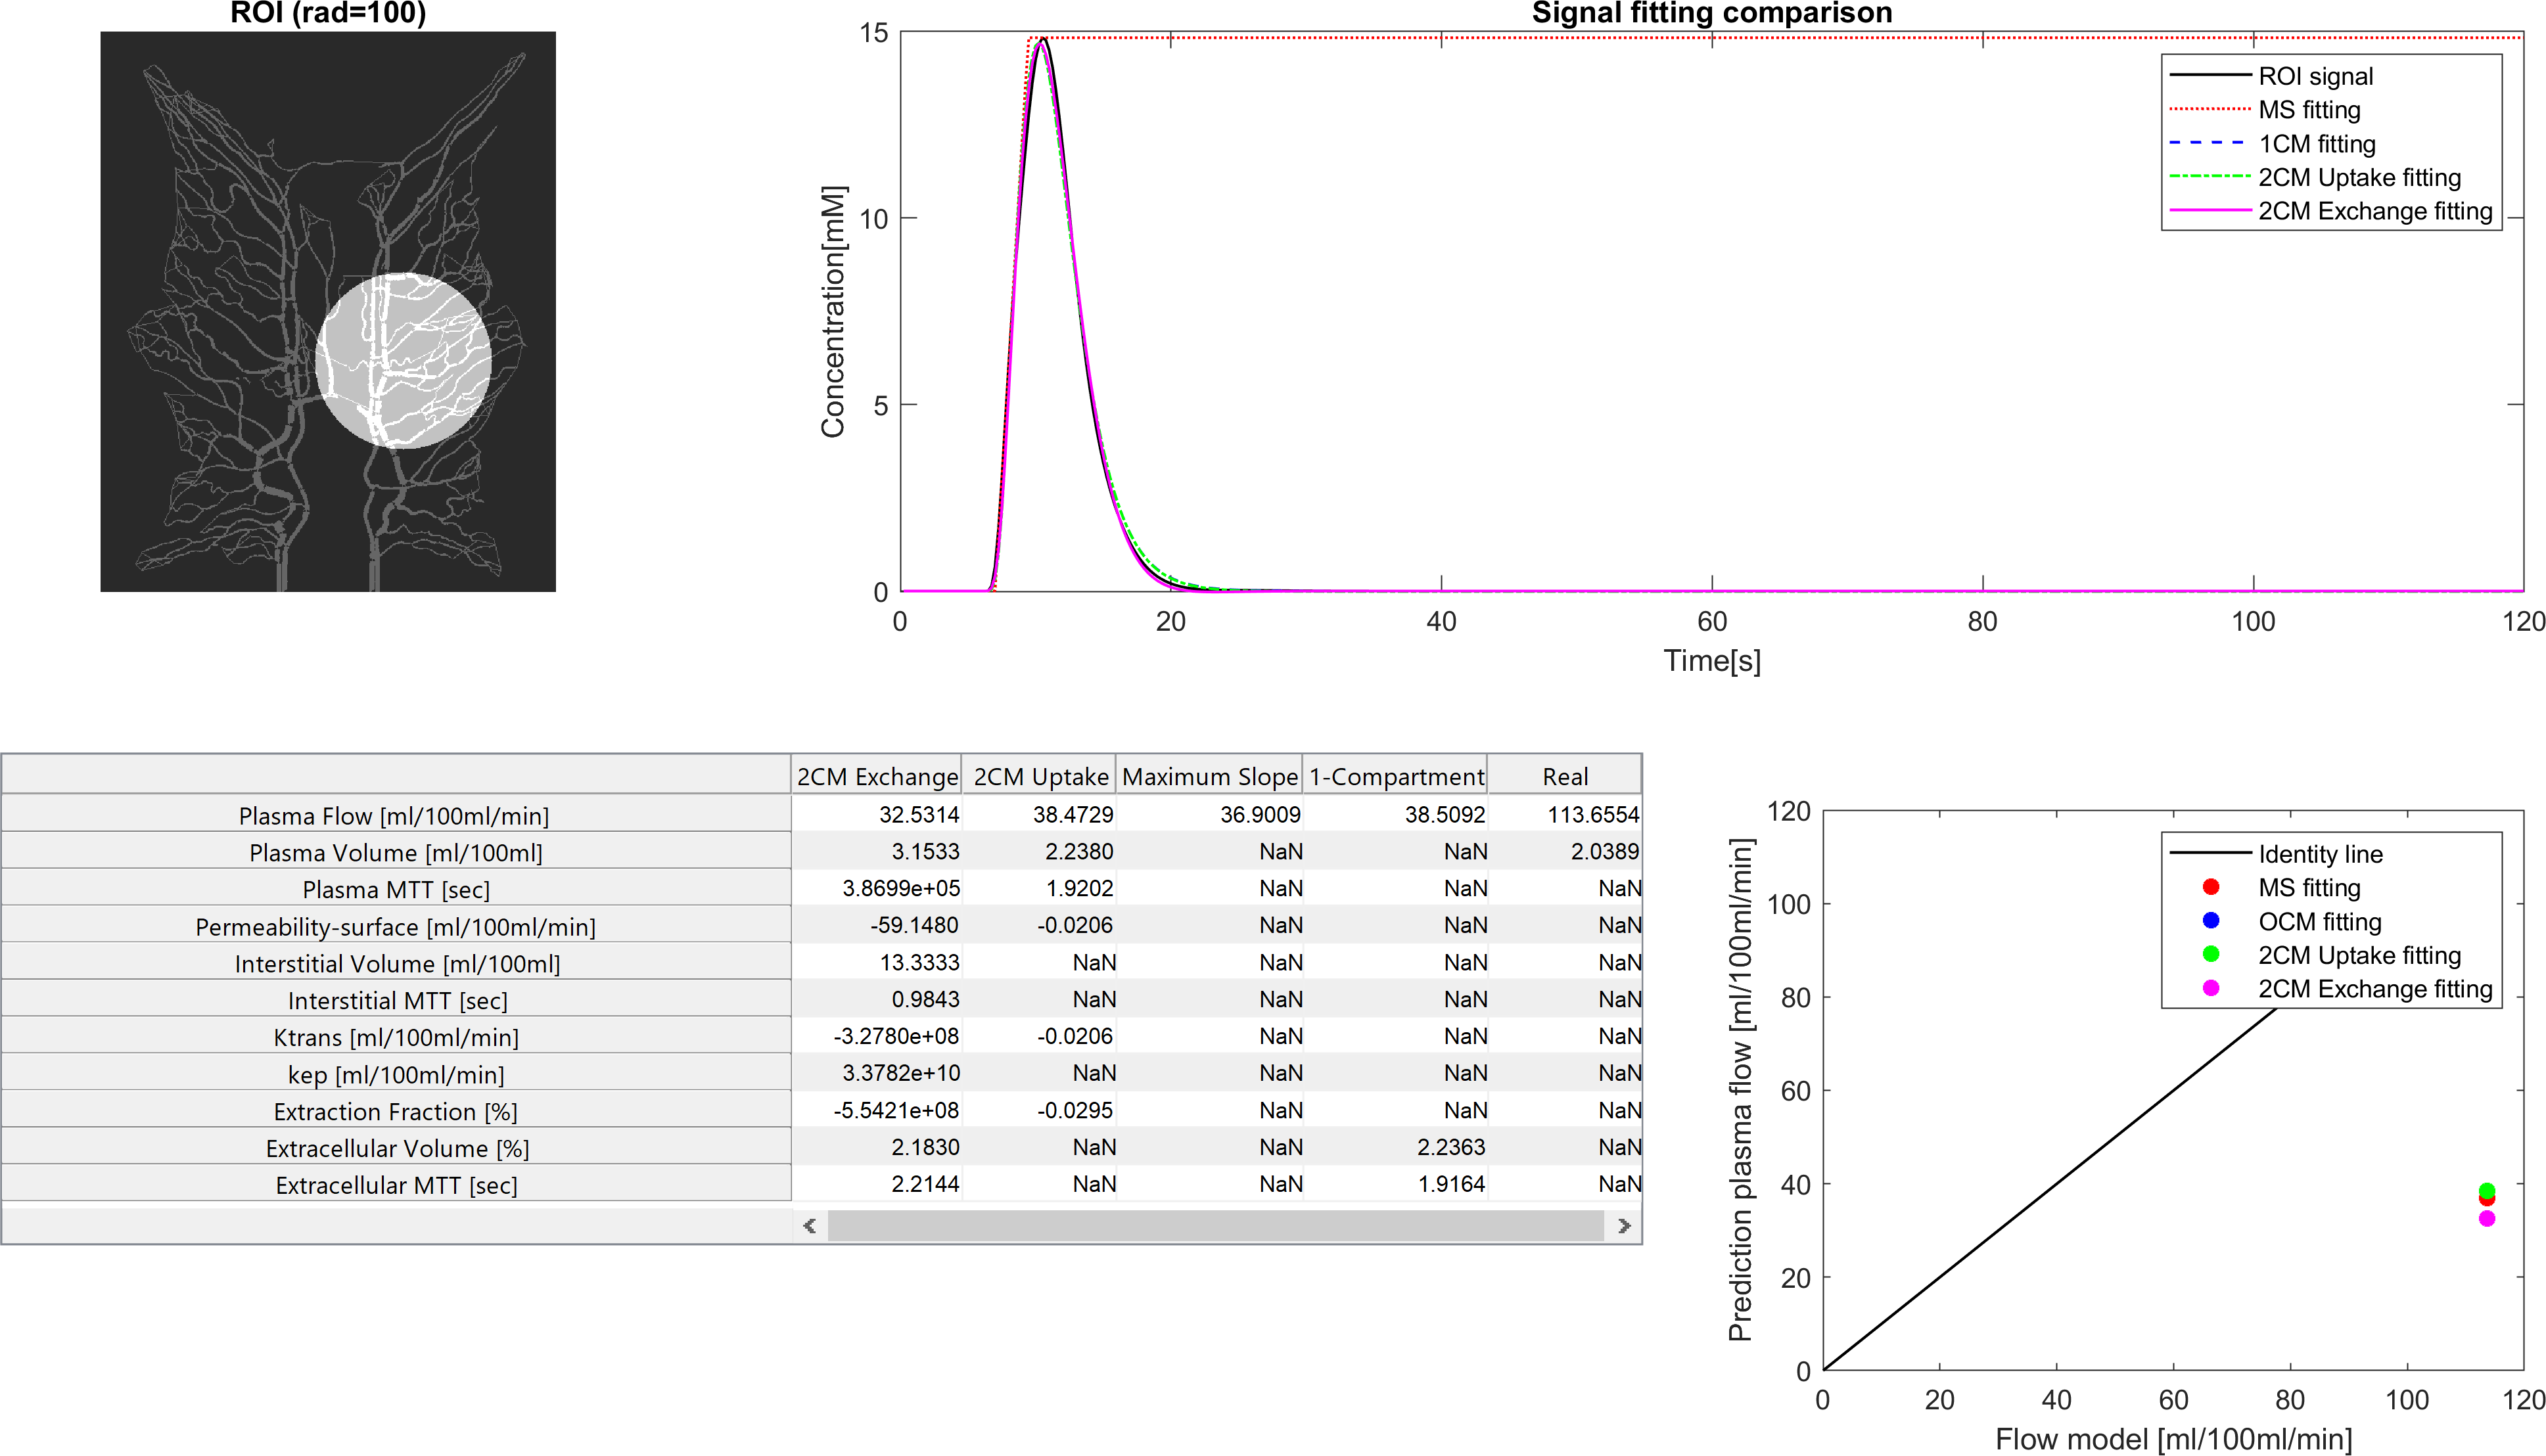 ROI (rad=100)
Signal fitting comparison
15
10
5
0
Concentration[mM]
ROI signal
MS fitting
1CM fitting
2CM Uptake fitting
2CM Exchange fitting
0 20 40 60 80 100 120
Time[s]
2CM Exchange 2CM Uptake Maximum Slope 1-Compartment Real
Plasma Flow [ml/100ml/min] 32.5314 38.4729 36.9009 38.5092 113.6554
Plasma Volume [ml/100ml] 3.1533 2.2380 NaN NaN 2.0389
Plasma MTT [sec] 3.8699e+05 1.9202 NaN NaN NaN
Permeability-surface [ml/100ml/min] -59.1480 -0.0206 NaN NaN NaN
Interstitial Volume [ml/100ml] 13.3333 NaN NaN NaN NaN
Interstitial MTT [sec] 0.9843 NaN NaN NaN NaN
Ktrans [ml/100ml/min] -3.2780e+08 -0.0206 NaN NaN NaN
kep [ml/100ml/min] 3.3782e+10 NaN NaN NaN NaN
Extraction Fraction [%] -5.5421e+08 -0.0295 NaN NaN NaN
Extracellular Volume [%] 2.1830 NaN NaN 2.2363 NaN
Extracellular MTT [sec] 2.2144 NaN NaN 1.9164 NaN
120
100
80
60
40
20
0
Prediction plasma flow [ml/100ml/min]
Identity line
MS fitting
OCM fitting
2CM Uptake fitting
2CM Exchange fitting
0 20 40 60 80 100 120
Flow model [ml/100ml/min]